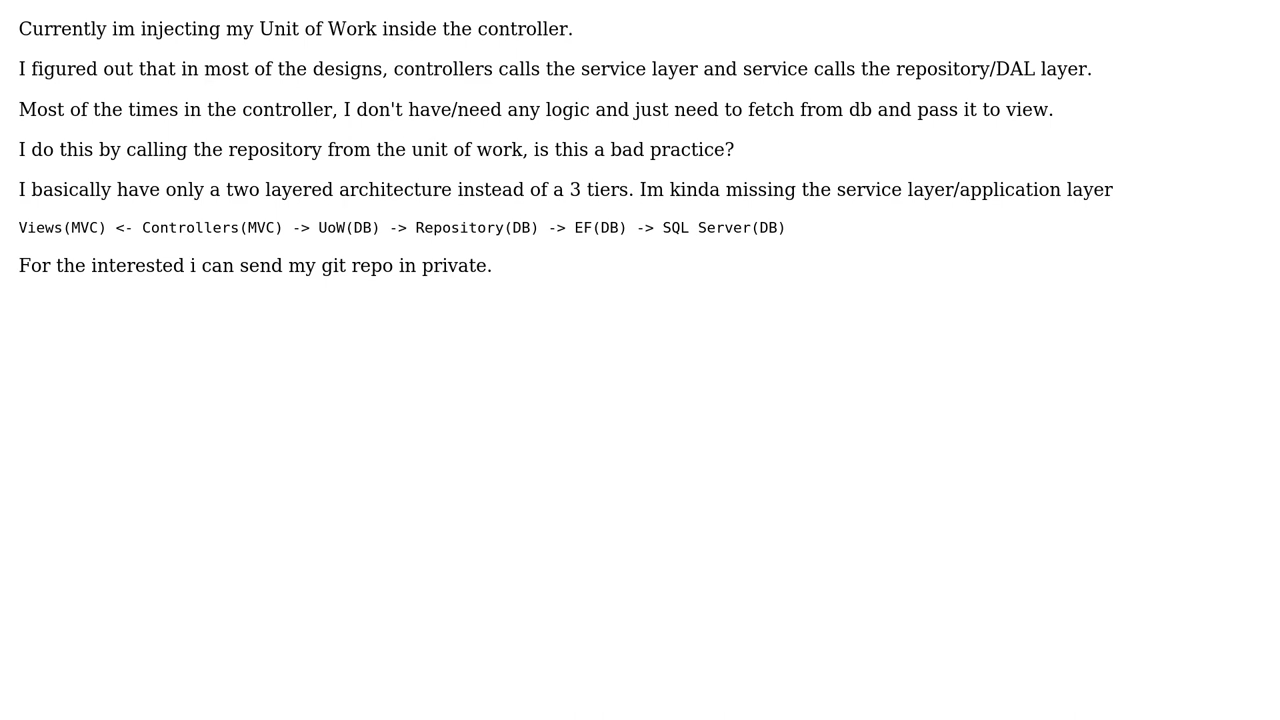 Currently im injecting my Unit of Work inside the controller.
I figured out that in most of the designs, controllers calls the service layer and service calls the repository/DAL layer.
Most of the times in the controller, I don't have/need any logic and just need to fetch from db and pass it to view.
I do this by calling the repository from the unit of work, is this a bad practice?
I basically have only a two layered architecture instead of a 3 tiers. Im kinda missing the service layer/application layer
Views(MVC) <- Controllers(MVC) -> UoW(DB) -> Repository(DB) -> EF(DB) -> SQL Server(DB)
For the interested i can send my git repo in private.